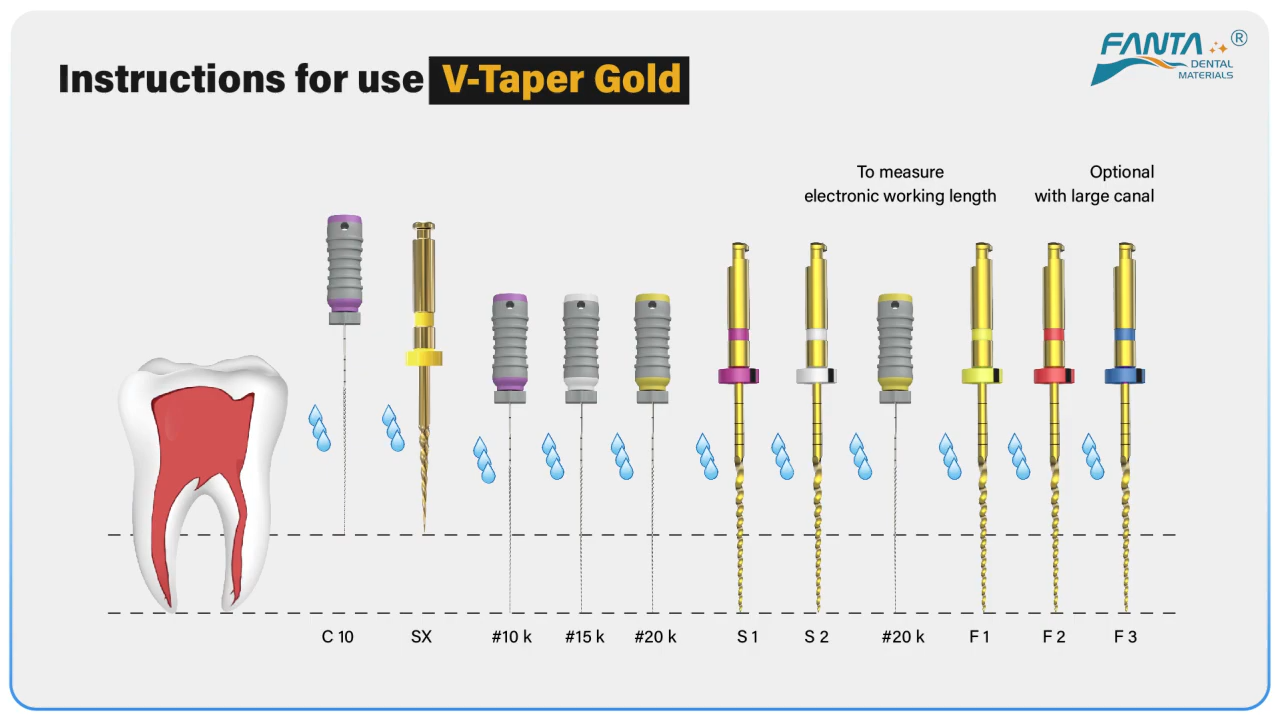 Instructions for use V-Taper Gold
FANTA ®
DENTAL
MATERIALS
To measure
electronic working length
Optional
with large canal
C 10 SX #10 k #15 k #20 k S 1 S 2 #20 k F 1 F 2 F 3